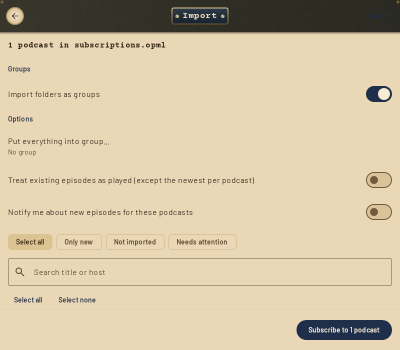 Import
1 podcast in subscriptions.opml
Groups
Import folders as groups
Options
Put everything into group…
No group
Treat existing episodes as played (except the newest per podcast)
Notify me about new episodes for these podcasts
Select all
Only new
Not imported
Needs attention
Search title or host
Select all
Select none
Subscribe to 1 podcast